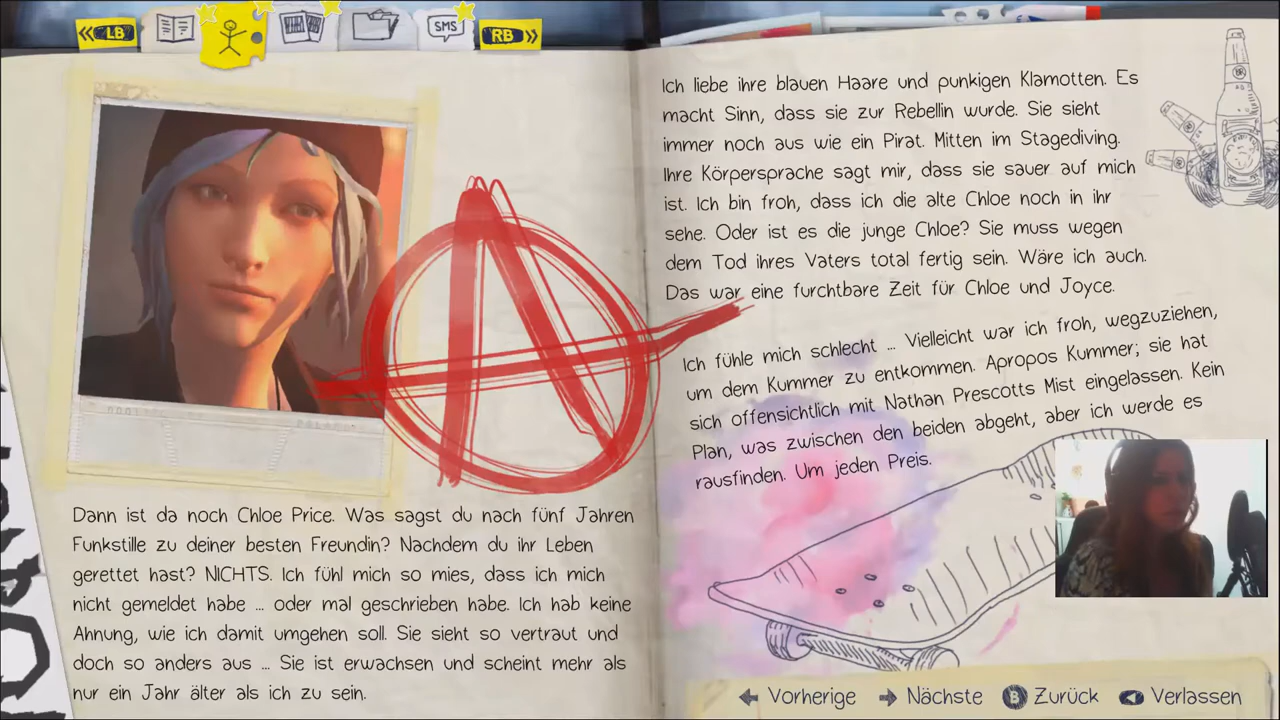 LB
SMS
RB
Dann ist da noch Chloe Price. Was sagst du nach fünf Jahren
Funkstille zu deiner besten Freundin? Nachdem du ihr Leben
gerettet hast? NICHTS. Ich fühl mich so mies, dass ich mich
nicht gemeldet habe ... oder mal geschrieben habe. Ich hab keine
Ahnung, wie ich damit umgehen soll. Sie sieht so vertraut und
doch so anders aus ... Sie ist erwachsen und scheint mehr als
nur ein Jahr älter als ich zu sein.
Ich liebe ihre blauen Haare und punkigen Klamotten. Es
macht Sinn, dass sie zur Rebellin wurde. Sie sieht
immer noch aus wie ein Pirat. Mitten im Stagediving.
Ihre Körpersprache sagt mir, dass sie sauer auf mich
ist. Ich bin froh, dass ich die alte Chloe noch in ihr
sehe. Oder ist es die junge Chloe? Sie muss wegen
dem Tod ihres Vaters total fertig sein. Wäre ich auch.
Das war eine furchtbare Zeit für Chloe und Joyce.
Ich fühle mich schlecht ... Vielleicht war ich froh, wegzuziehen,
um dem Kummer zu entkommen. Apropos Kummer; sie hat
sich offensichtlich mit Nathan Prescotts Mist eingelassen. Kein
Plan, was zwischen den beiden abgeht, aber ich werde es
rausfinden. Um jeden Preis.
Vorherige Nächste B Zurück Verlassen